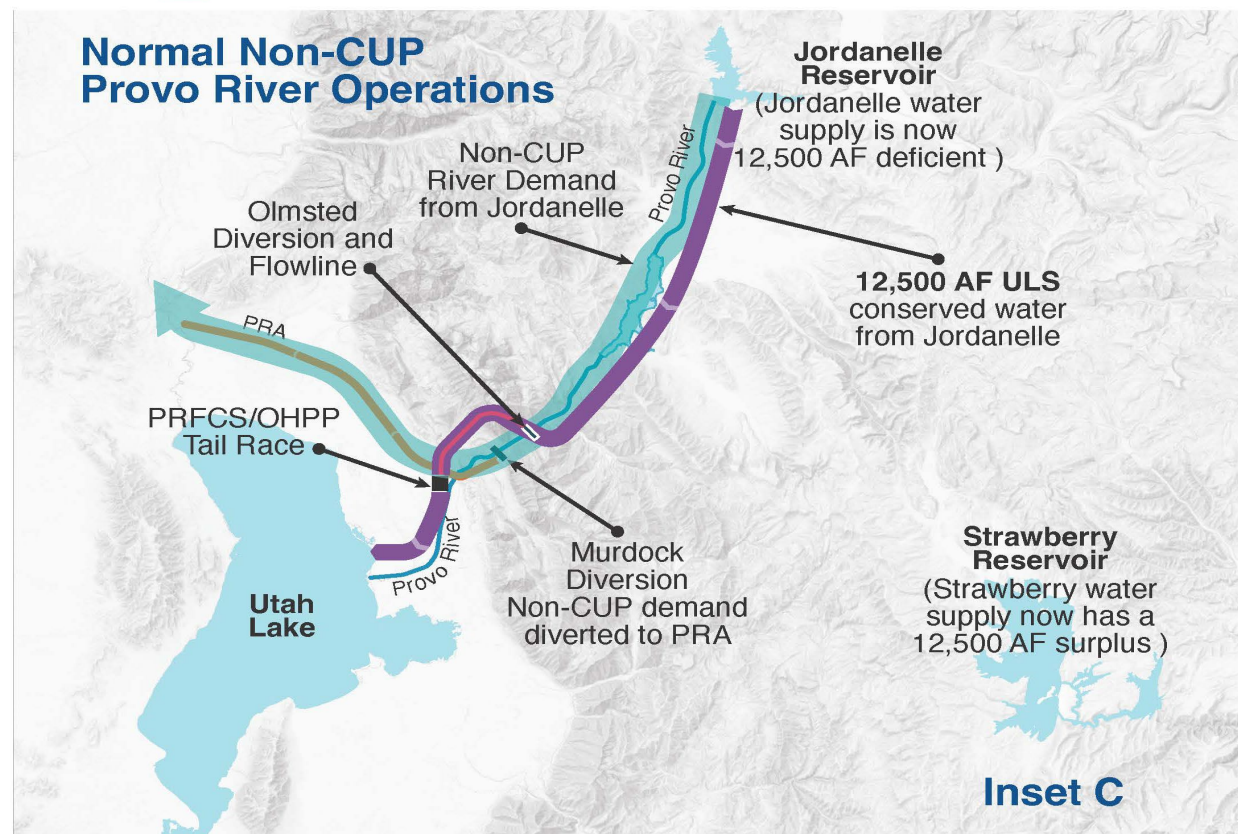 Normal Non-CUP
Provo River Operations
Jordanelle
Reservoir
(Jordanelle water
supply is now
12,500 AF deficient )
Non-CUP
River Demand
from Jordanelle
Provo River
Olmsted
Diversion and
Flowline
12,500 AF ULS
conserved water
from Jordanelle
PRA
PRFCS/OHPP
Tail Race
Provo River
Murdock
Diversion
Non-CUP demand
diverted to PRA
Utah
Lake
Strawberry
Reservoir
(Strawberry water
supply now has a
12,500 AF surplus )
Inset C